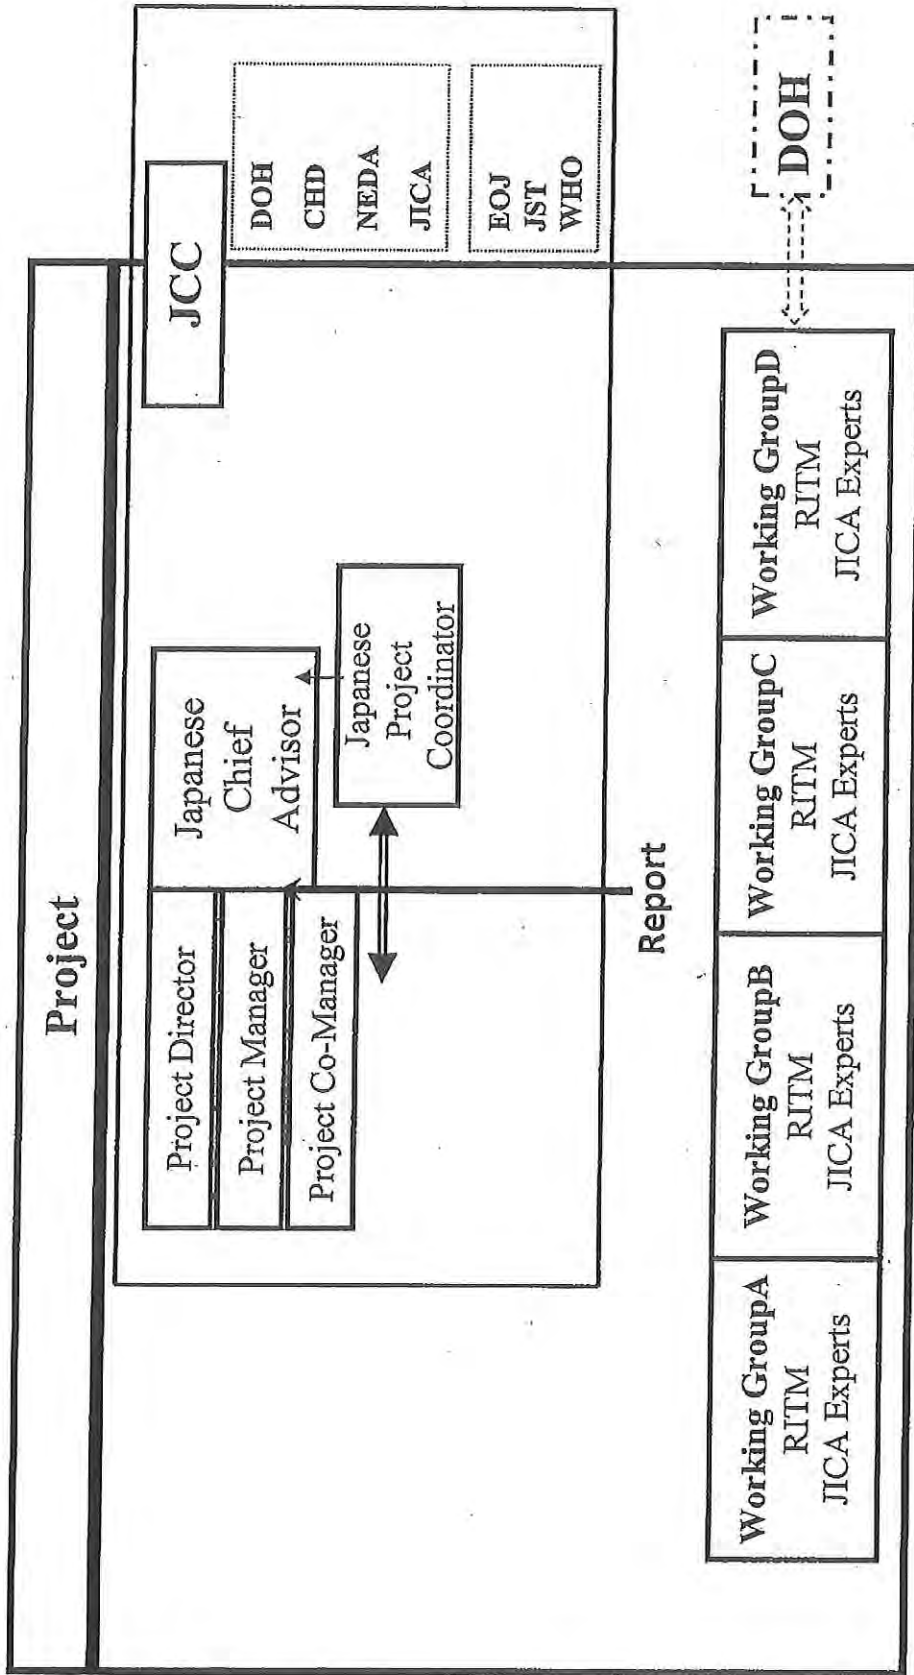 Project
JCC
Project Director
Project Manager
Project Co-Manager
Japanese
Chief
Advisor
Japanese
Project
Coordinator
DOH
CHD
NEDA
JICA
EOJ
JST
WHO
Report
Working GroupA
RITM
JICA Experts
Working GroupB
RITM
JICA Experts
Working GroupC
RITM
JICA Experts
Working GroupD
RITM
JICA Experts
DOH